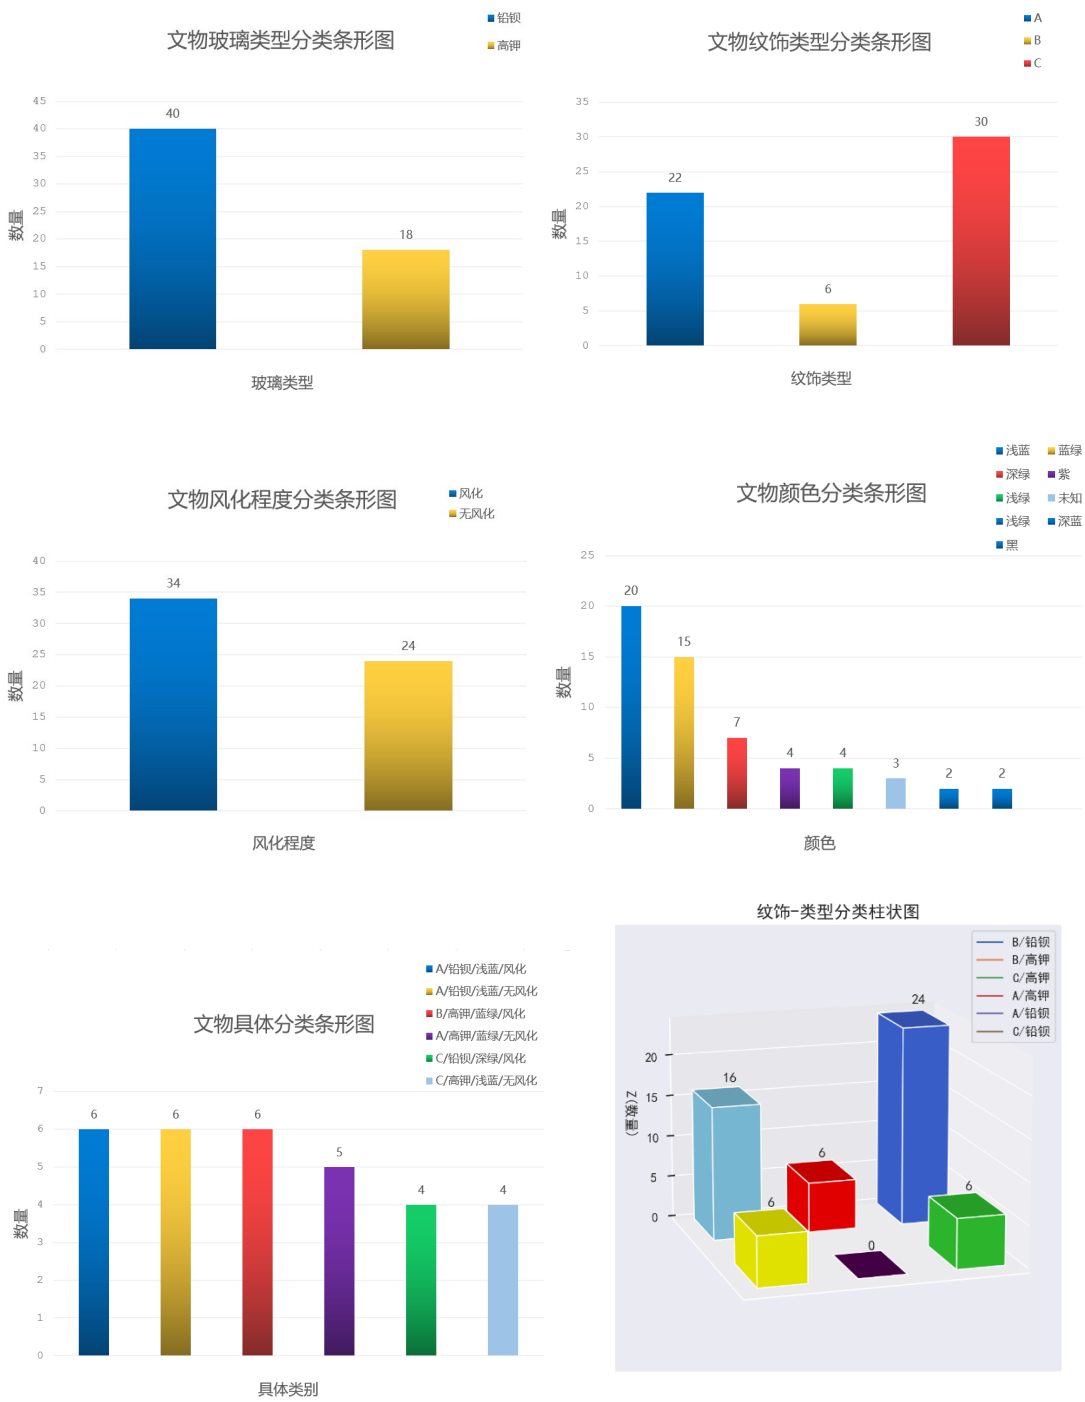 文物玻璃类型分类条形图
铅钡
高钾
45
40
35
30
25
20
15
10
5
0
40
18
数量
玻璃类型
文物纹饰类型分类条形图
A
B
C
35
30
25
20
15
10
5
0
22
6
30
数量
纹饰类型
文物风化程度分类条形图
风化
无风化
40
35
30
25
20
15
10
5
0
34
24
数量
风化程度
文物颜色分类条形图
浅蓝 蓝绿
深绿 紫
浅绿 未知
浅绿 深蓝
黑
25
20
15
10
5
0
20
15
7
4
4
3
2
2
数量
颜色
文物具体分类条形图
A/铅钡/浅蓝/风化
A/铅钡/浅蓝/无风化
B/高钾/蓝绿/风化
A/高钾/蓝绿/无风化
C/铅钡/深绿/风化
C/高钾/浅蓝/无风化
7
6
5
4
3
2
1
0
6
6
6
5
4
4
数量
具体类别
纹饰-类型分类柱状图
B/铅钡
B/高钾
C/高钾
A/高钾
A/铅钡
C/铅钡
24
16
6
6
6
0
20
15
10
5
0
Z(数量)